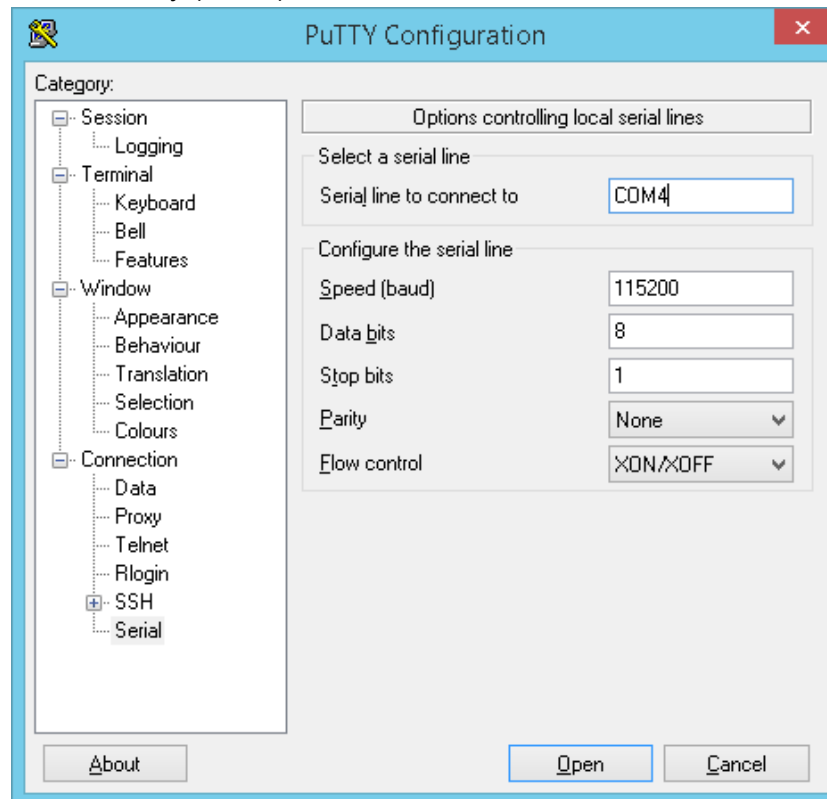 PuTTY Configuration
Category:
Session
Logging
Terminal
Keyboard
Bell
Features
Window
Appearance
Behaviour
Translation
Selection
Colours
Connection
Data
Proxy
Telnet
Rlogin
SSH
Serial
Options controlling local serial lines
Select a serial line
Serial line to connect to COM4
Configure the serial line
Speed (baud) 115200
Data bits 8
Stop bits 1
Parity None
Flow control XON/XOFF
About Open Cancel